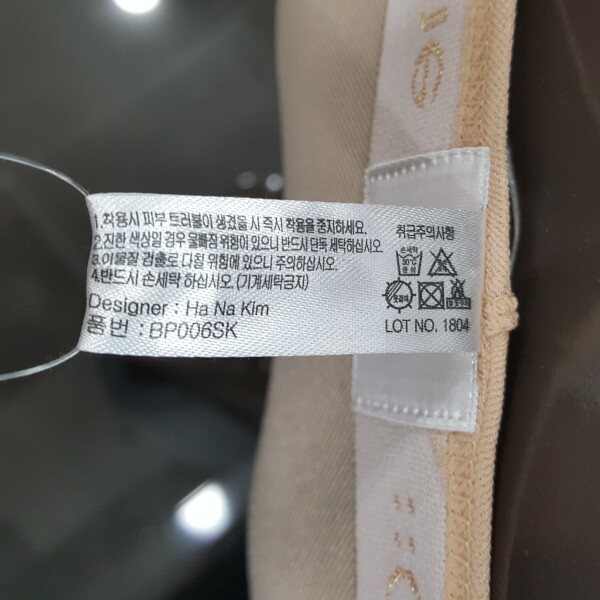 1.착용시 피부 트러블이 생겼을 시 즉시 착용을 중지하세요.
2.진한 색상일 경우 물빠짐 위험이 있으니 반드시 단독 세탁하십시오.
3.이물질 검출로 다침 위험에 있으니 주의하십시오.
4.반드시 손세탁 하십시오. (기계세탁금지)
Designer : Ha Na Kim
품 번 : BP006SK
취급주의사항
손세탁
30℃
LOT NO. 1804